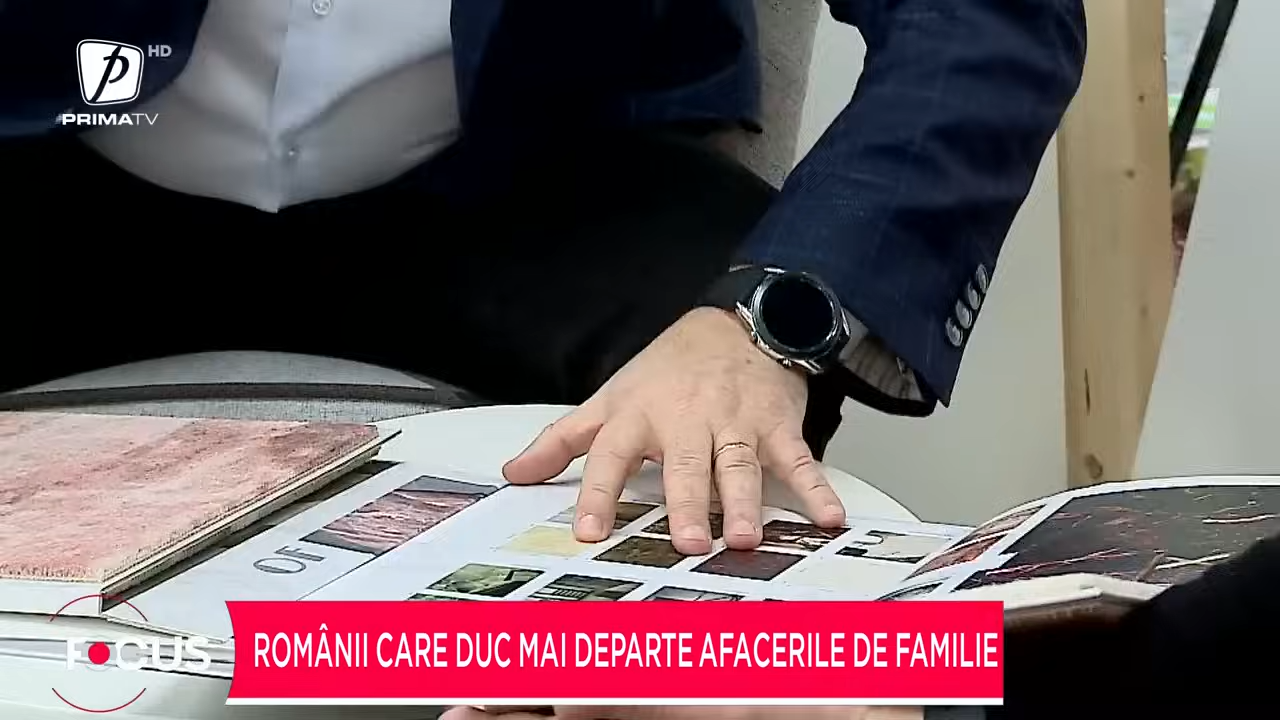 HD
PRIMATV
OF
FOCUS
ROMÂNII CARE DUC MAI DEPARTE AFACERILE DE FAMILIE